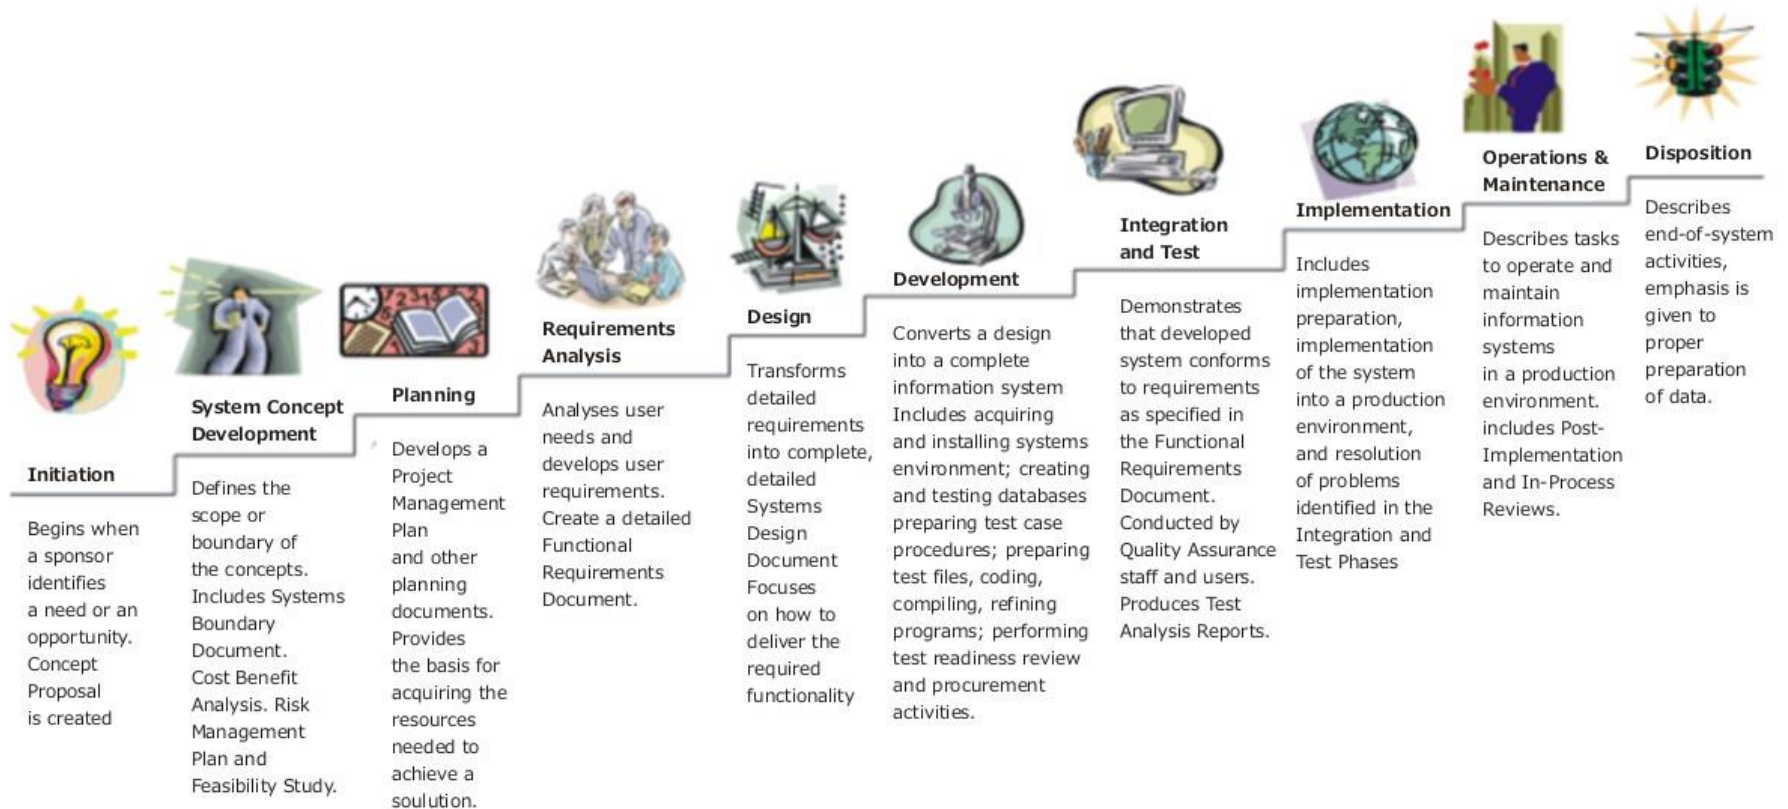 Initiation
Begins when
a sponsor
identifies
a need or an
opportunity.
Concept
Proposal
is created
System Concept
Development
Defines the
scope or
boundary of
the concepts.
Includes Systems
Boundary
Document.
Cost Benefit
Analysis. Risk
Management
Plan and
Feasibility Study.
Planning
Develops a
Project
Management
Plan
and other
planning
documents.
Provides
the basis for
acquiring the
resources
needed to
achieve a
soulution.
Requirements
Analysis
Analyses user
needs and
develops user
requirements.
Create a detailed
Functional
Requirements
Document.
Design
Transforms
detailed
requirements
into complete,
detailed
Systems
Design
Document
Focuses
on how to
deliver the
required
functionality
Development
Converts a design
into a complete
information system
Includes acquiring
and installing systems
environment; creating
and testing databases
preparing test case
procedures; preparing
test files, coding,
compiling, refining
programs; performing
test readiness review
and procurement
activities.
Integration
and Test
Demonstrates
that developed
system conforms
to requirements
as specified in
the Functional
Requirements
Document.
Conducted by
Quality Assurance
staff and users.
Produces Test
Analysis Reports.
Implementation
Includes
implementation
preparation,
implementation
of the system
into a production
environment,
and resolution
of problems
identified in the
Integration and
Test Phases
Operations &
Maintenance
Describes tasks
to operate and
maintain
information
systems
in a production
environment.
includes Post-
Implementation
and In-Process
Reviews.
Disposition
Describes
end-of-system
activities,
emphasis is
given to
proper
preparation
of data.